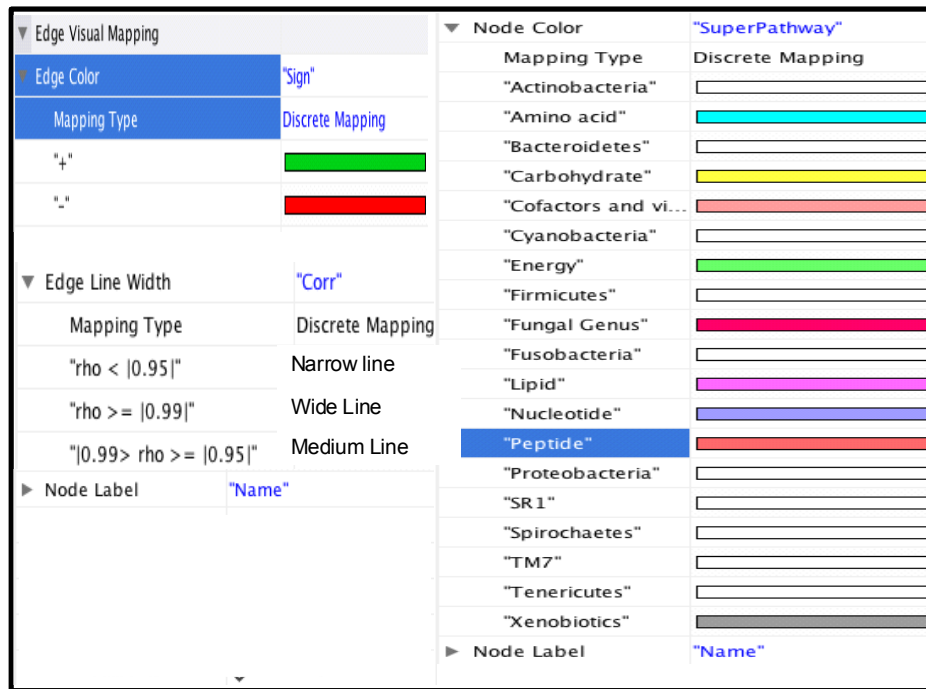 Edge Visual Mapping
Edge Color "Sign"
Mapping Type Discrete Mapping
"+"
"-"
Edge Line Width "Corr"
Mapping Type Discrete Mapping
"rho < |0.95|" Narrow line
"rho >= |0.99|" Wide Line
"|0.99> rho >= |0.95|" Medium Line
Node Label "Name"
Node Color "SuperPathway"
Mapping Type Discrete Mapping
"Actinobacteria"
"Amino acid"
"Bacteroidetes"
"Carbohydrate"
"Cofactors and vi...
"Cyanobacteria"
"Energy"
"Firmicutes"
"Fungal Genus"
"Fusobacteria"
"Lipid"
"Nucleotide"
"Peptide"
"Proteobacteria"
"SR1"
"Spirochaetes"
"TM7"
"Tenericutes"
"Xenobiotics"
Node Label "Name"